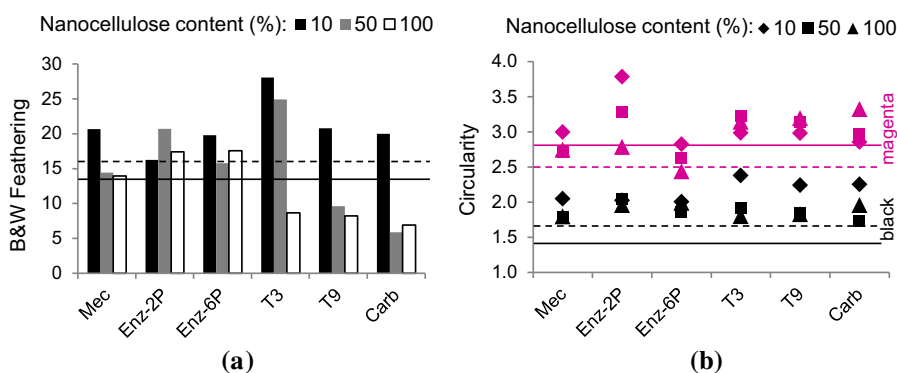 Nanocellulose content (%): 10 50 100
B&W Feathering
30
25
20
15
10
5
0
Mec Enz-2P Enz-6P T3 T9 Carb
(a)
Nanocellulose content (%): 10 50 100
Circularity
4.0
3.5
3.0
2.5
2.0
1.5
1.0
magenta
black
Mec Enz-2P Enz-6P T3 T9 Carb
(b)